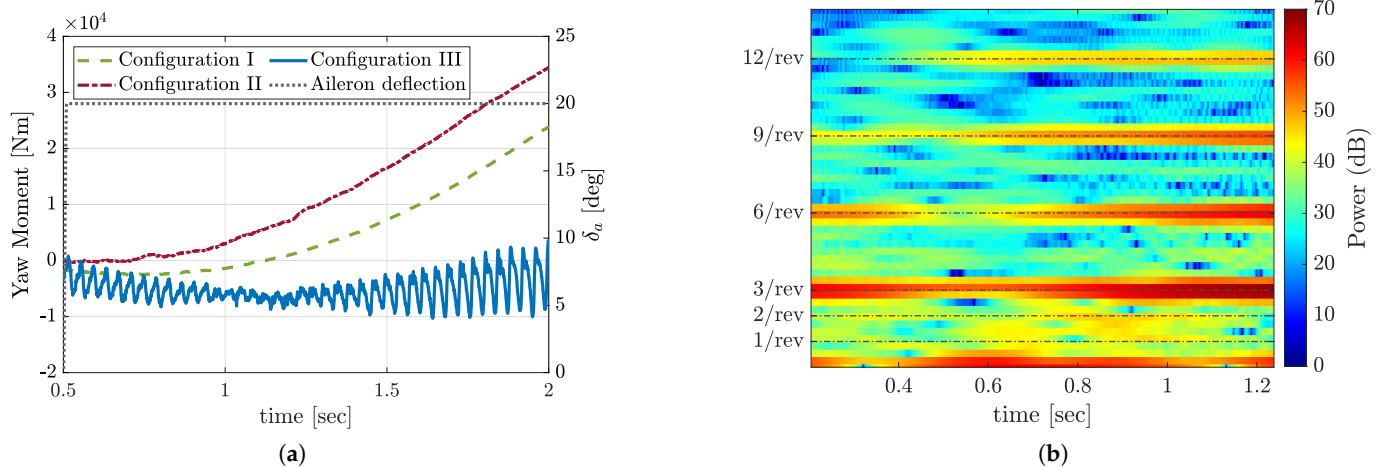 ×10⁴
4
3
2
1
0
-1
-2
Yaw Moment [Nm]
Configuration I
Configuration III
Configuration II
Aileron deflection
25
20
15
10
5
0
δₐ [deg]
0.5
1
1.5
2
time [sec]
(a)
12/rev
9/rev
6/rev
3/rev
2/rev
1/rev
0.4
0.6
0.8
1
1.2
time [sec]
70
60
50
40
30
20
10
0
Power (dB)
(b)